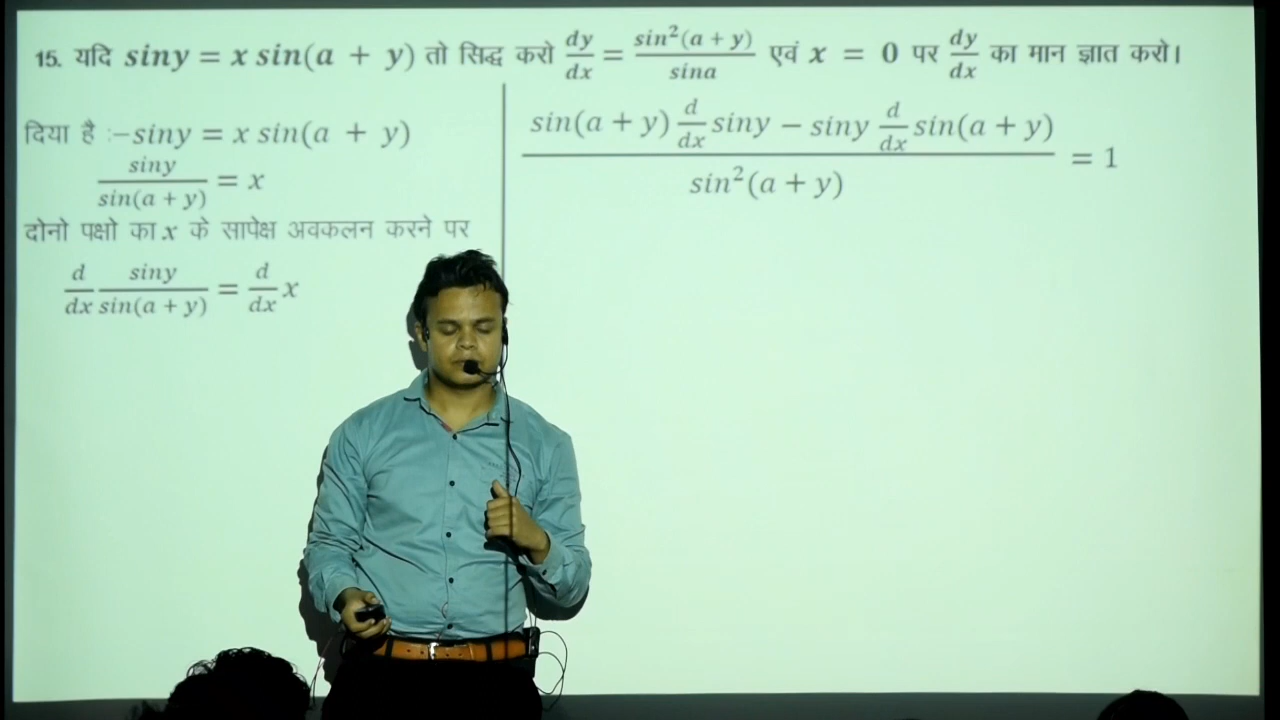 15. यदि siny = x sin(a + y) तो सिद्ध करो dy/dx = sin²(a + y)/sina एवं x = 0 पर dy/dx का मान ज्ञात करो।
दिया है :-siny = x sin(a + y)
siny/sin(a + y) = x
दोनो पक्षो का x के सापेक्ष अवकलन करने पर
d/dx siny/sin(a + y) = d/dx x
sin(a + y) d/dx siny − siny d/dx sin(a + y) / sin²(a + y) = 1